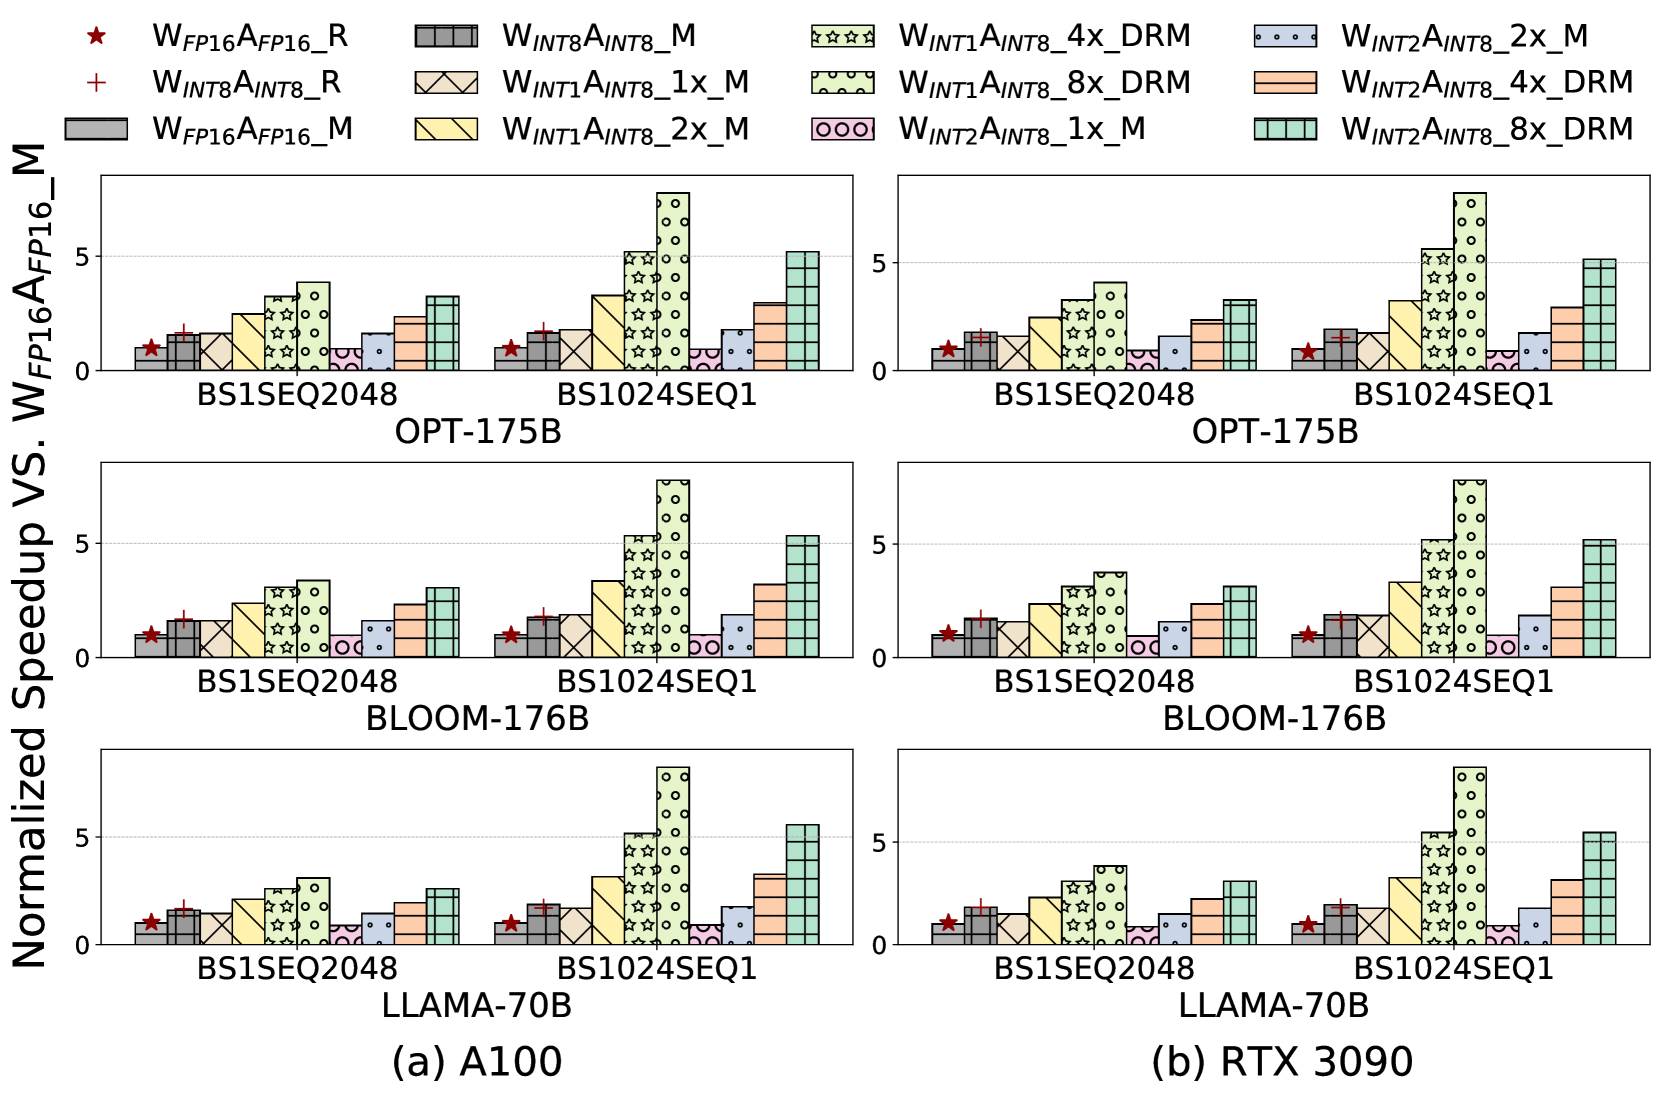 W_FP16A_FP16_R W_INT8A_INT8_M W_INT1A_INT8_4x_DRM W_INT2A_INT8_2x_M
W_INT8A_INT8_R W_INT1A_INT8_1x_M W_INT1A_INT8_8x_DRM W_INT2A_INT8_4x_DRM
W_FP16A_FP16_M W_INT1A_INT8_2x_M W_INT2A_INT8_1x_M W_INT2A_INT8_8x_DRM
Normalized Speedup VS. W_FP16A_FP16_M
5
0
BS1SEQ2048 BS1024SEQ1
OPT-175B
5
0
BS1SEQ2048 BS1024SEQ1
OPT-175B
5
0
BS1SEQ2048 BS1024SEQ1
BLOOM-176B
5
0
BS1SEQ2048 BS1024SEQ1
BLOOM-176B
5
0
BS1SEQ2048 BS1024SEQ1
LLAMA-70B
5
0
BS1SEQ2048 BS1024SEQ1
LLAMA-70B
(a) A100
(b) RTX 3090